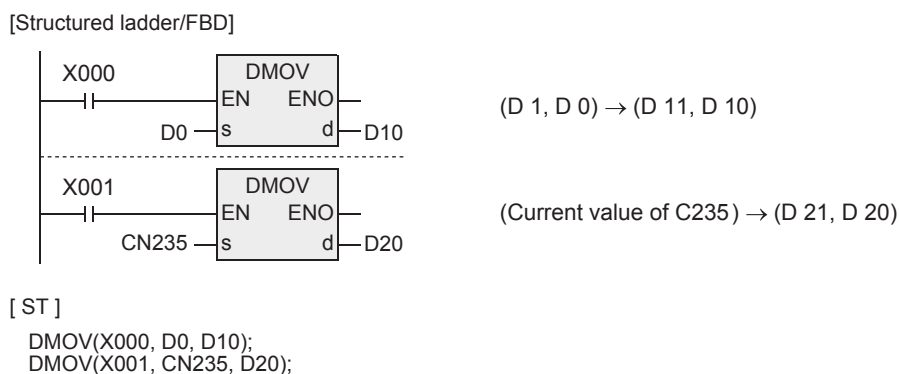 [Structured ladder/FBD]
X000
DMOV
EN ENO
D0 s d D10
(D 1, D 0) → (D 11, D 10)
X001
DMOV
EN ENO
CN235 s d D20
(Current value of C235) → (D 21, D 20)
[ ST ]
DMOV(X000, D0, D10);
DMOV(X001, CN235, D20);